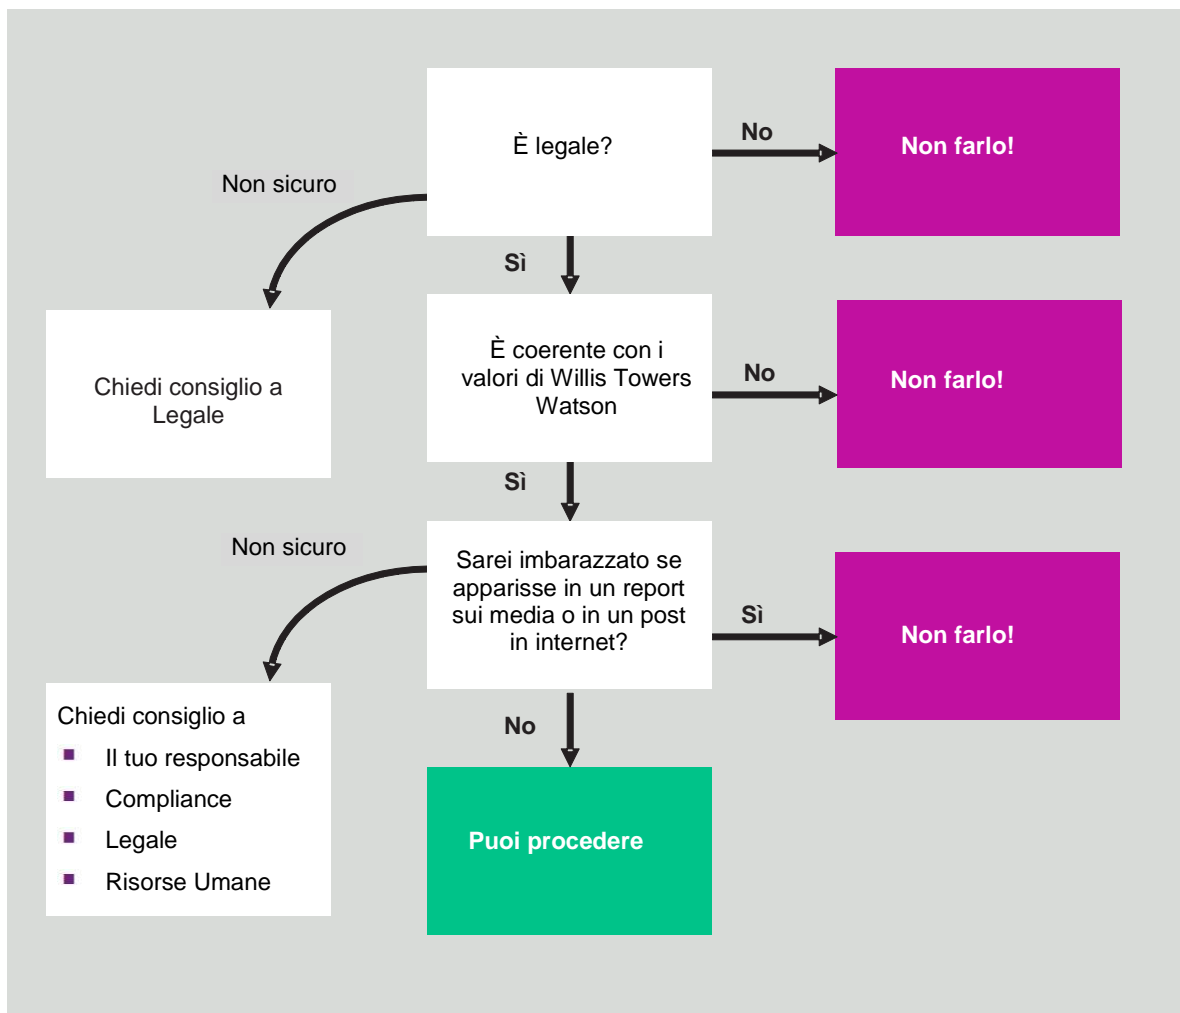 È legale?
No
Non farlo!
Non sicuro
Sì
Chiedi consiglio a
Legale
È coerente con i
valori di Willis Towers
Watson
No
Non farlo!
Sì
Non sicuro
Sarei imbarazzato se
apparisse in un report
sui media o in un post
in internet?
Sì
Non farlo!
Chiedi consiglio a
Il tuo responsabile
Compliance
Legale
Risorse Umane
No
Puoi procedere